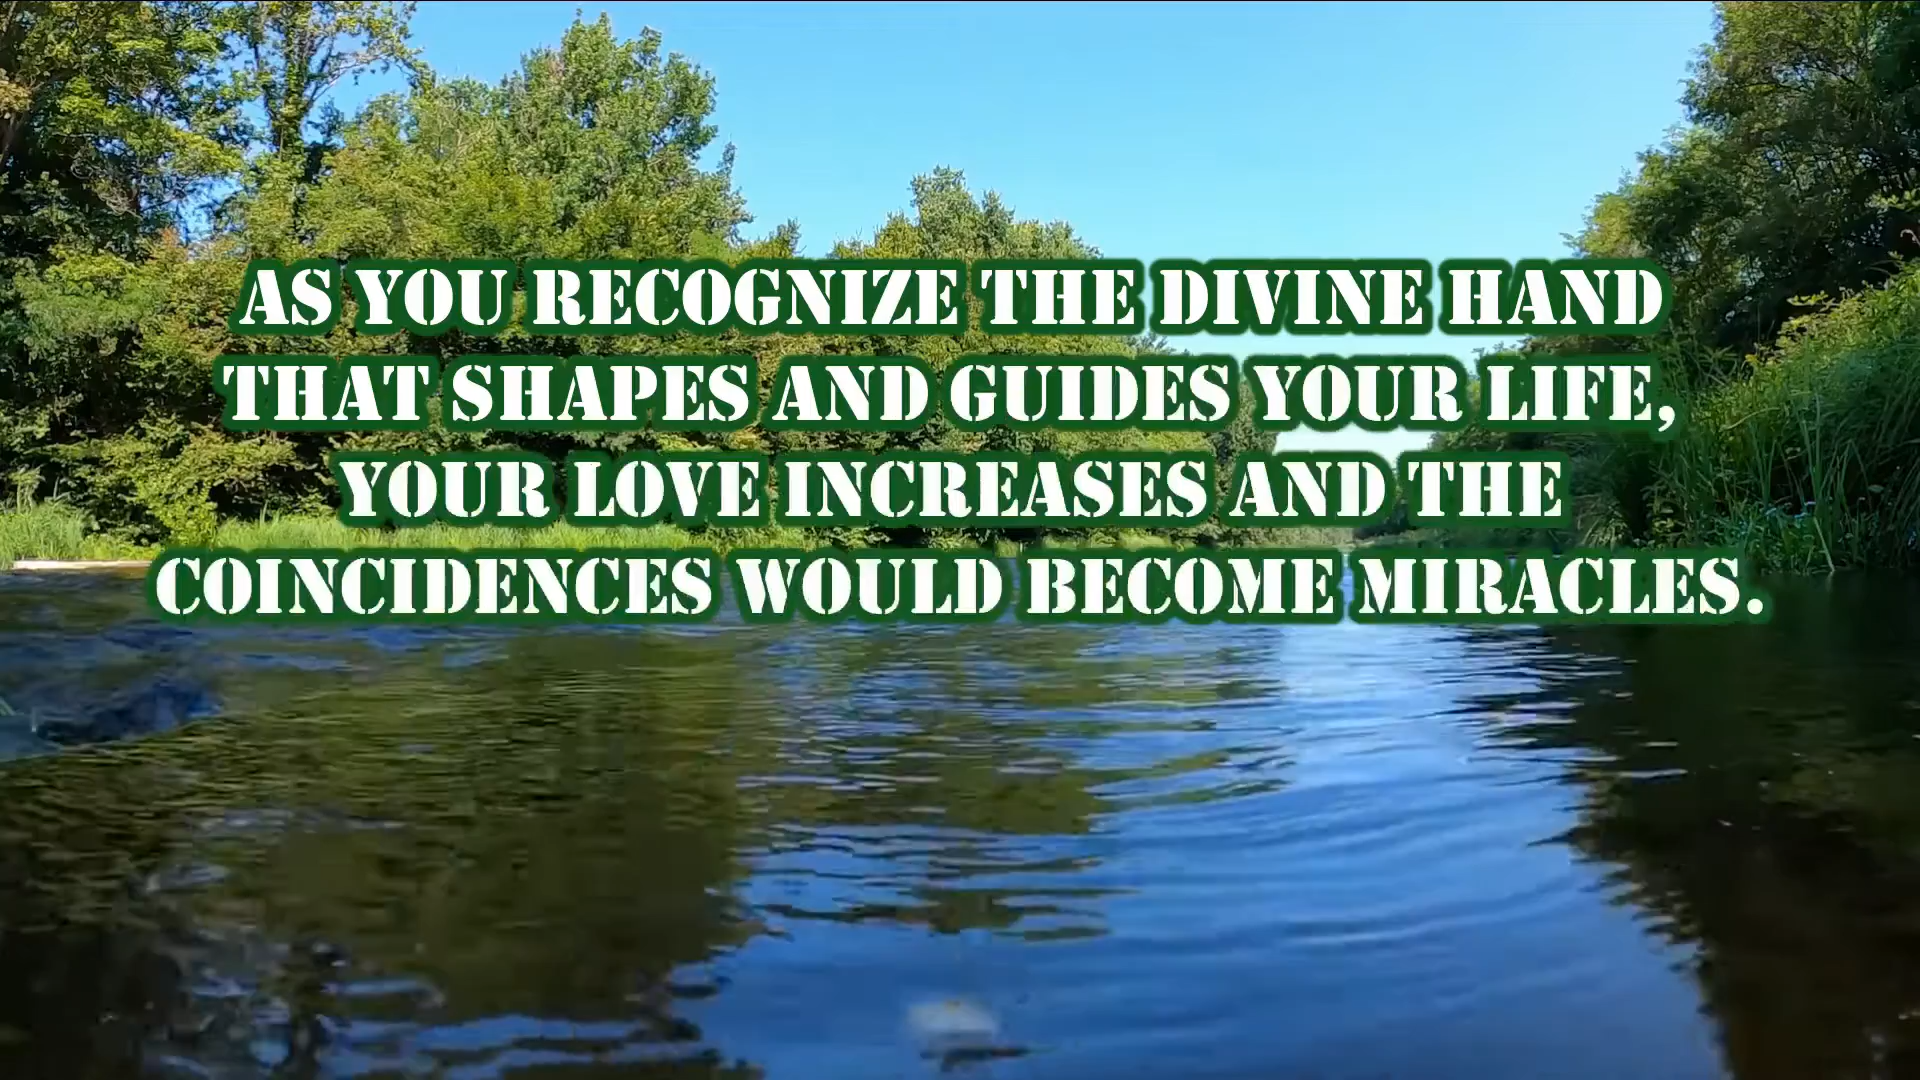 AS YOU RECOGNIZE THE DIVINE HAND
THAT SHAPES AND GUIDES YOUR LIFE,
YOUR LOVE INCREASES AND THE
COINCIDENCES WOULD BECOME MIRACLES.